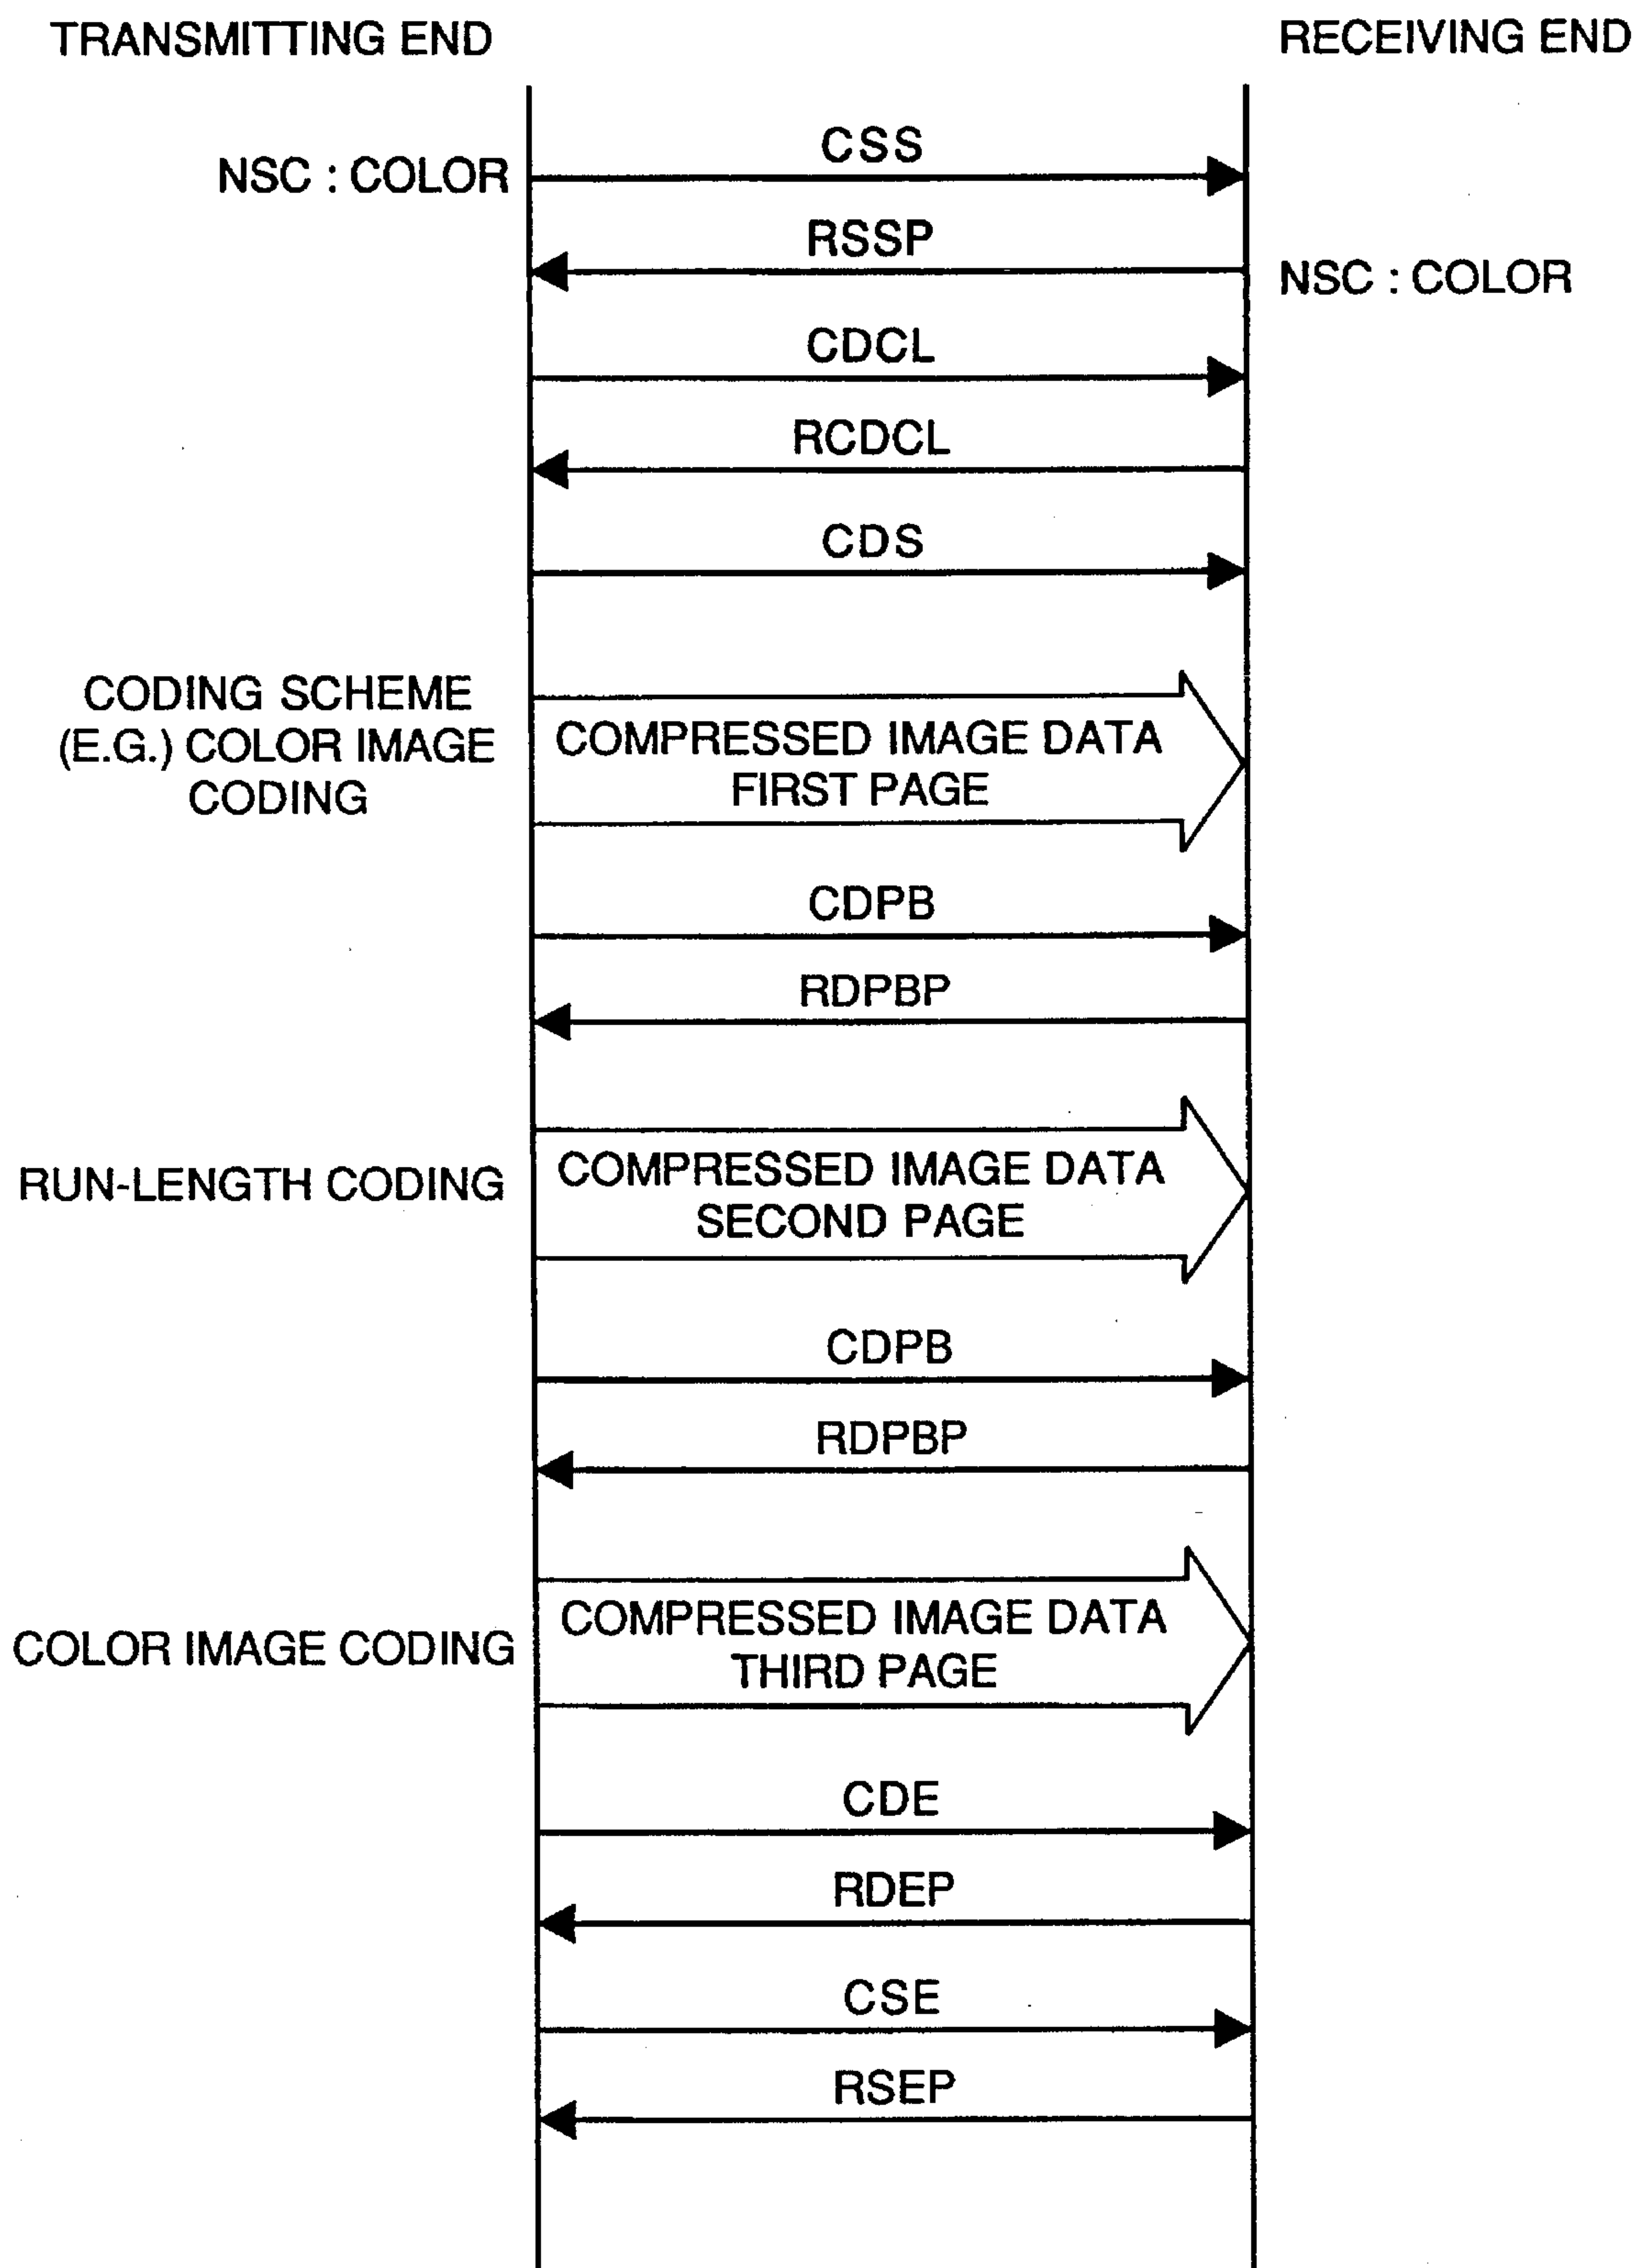 TRANSMITTING END
RECEIVING END
CSS
NSC : COLOR
RSSP
NSC : COLOR
CDCL
RCDCL
CDS
CODING SCHEME
(E.G.) COLOR IMAGE
CODING
COMPRESSED IMAGE DATA
FIRST PAGE
CDPB
RDPBP
RUN-LENGTH CODING
COMPRESSED IMAGE DATA
SECOND PAGE
CDPB
RDPBP
COLOR IMAGE CODING
COMPRESSED IMAGE DATA
THIRD PAGE
CDE
RDEP
CSE
RSEP